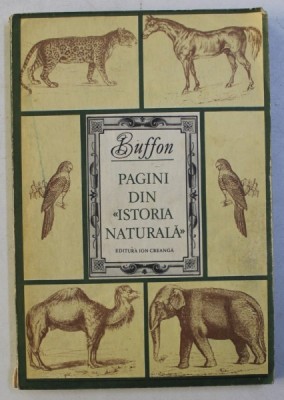 Buffon
PAGINI
DIN
«ISTORIA
NATURALĂ»
EDITURA ION CREANGĂ